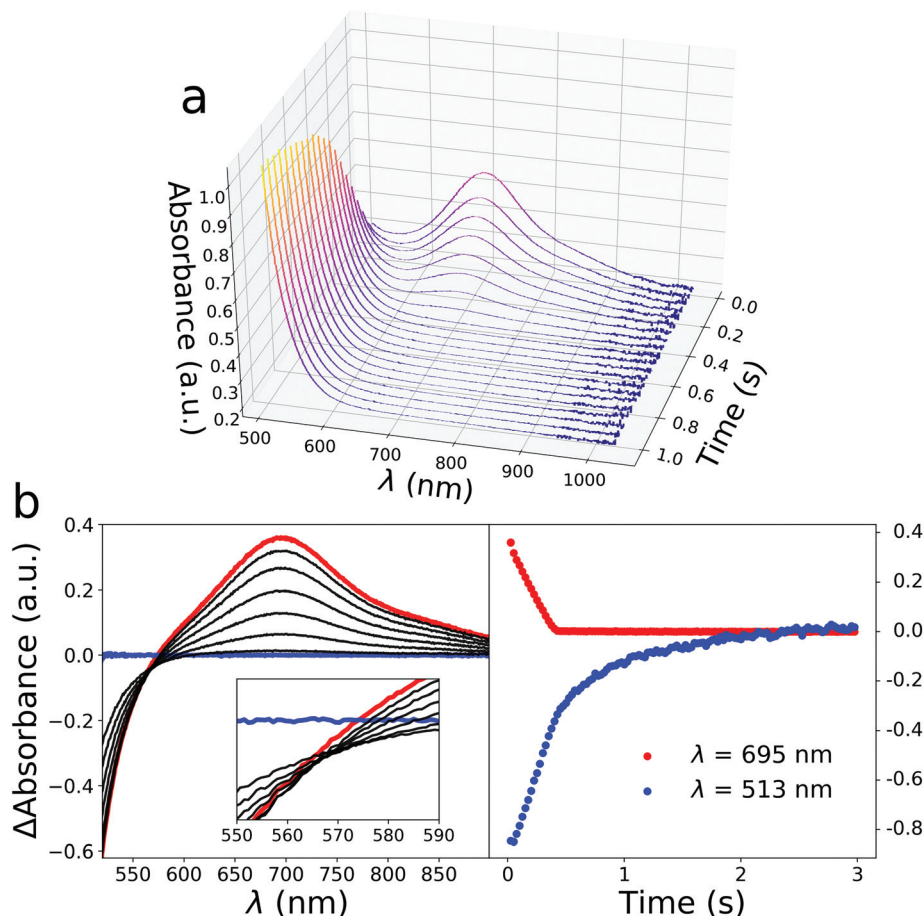 a
Absorbance (a.u.)
1.0
0.9
0.8
0.7
0.6
0.5
0.4
0.3
0.2
500
600
700
800
900
1000
λ (nm)
0.0
0.2
0.4
0.6
0.8
1.0
Time (s)
b
ΔAbsorbance (a.u.)
0.4
0.2
0.0
−0.2
−0.4
−0.6
550 600 650 700 750 800 850
λ (nm)
550 560 570 580 590
0.4
0.2
0.0
-0.2
-0.4
-0.6
-0.8
λ = 695 nm
λ = 513 nm
0 1 2 3
Time (s)